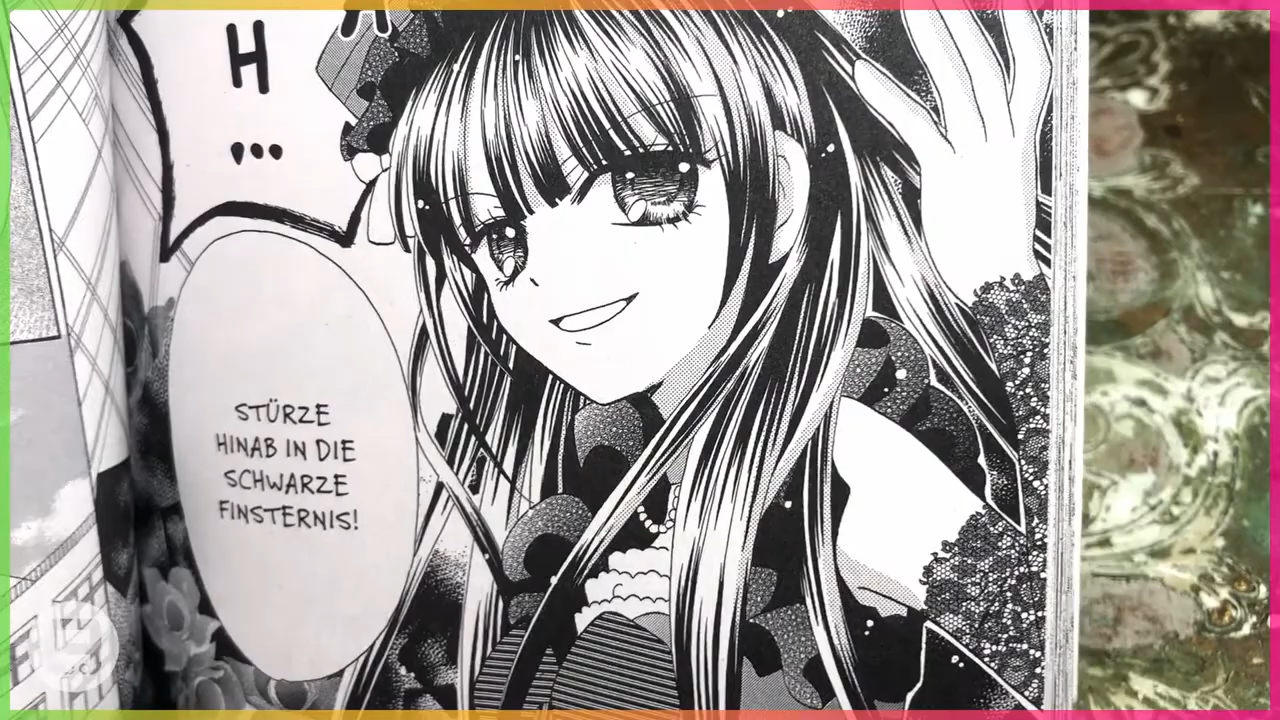 H
...
STÜRZE
HINAB IN DIE
SCHWARZE
FINSTERNIS!